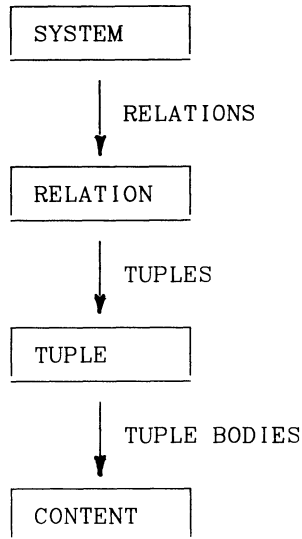 SYSTEM
RELATIONS
RELATION
TUPLES
TUPLE
TUPLE BODIES
CONTENT